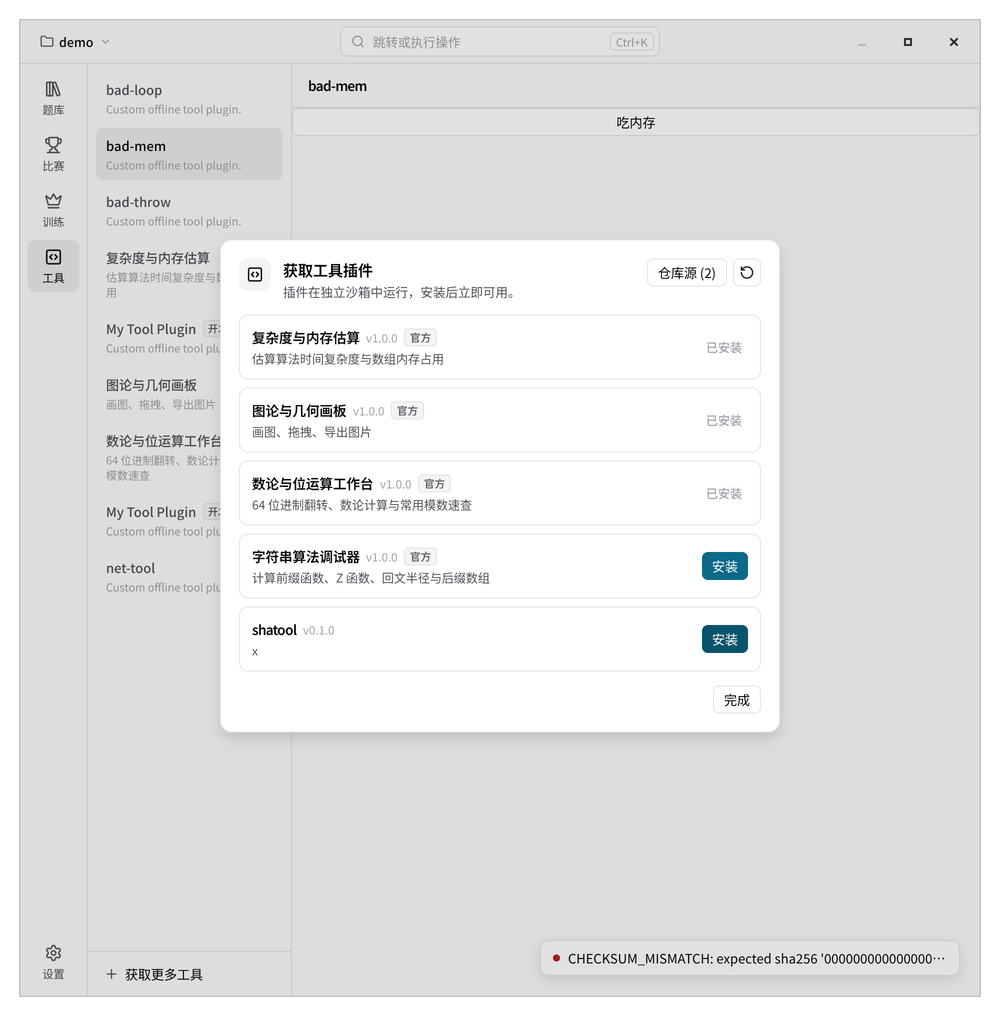 demo
跳转或执行操作
Ctrl+K
题库
比赛
训练
工具
设置
bad-loop
Custom offline tool plugin.
bad-mem
Custom offline tool plugin.
bad-throw
Custom offline tool plugin.
复杂度与内存估算
估算算法时间复杂度与
用
My Tool Plugin
Custom offline tool plu
图论与几何画板
画图、拖拽、导出图片
数论与位运算工作台
64 位进制翻转、数论计
模数速查
My Tool Plugin
Custom offline tool plu
net-tool
Custom offline tool plu
获取更多工具
bad-mem
吃内存
获取工具插件
插件在独立沙箱中运行，安装后立即可用。
仓库源 (2)
复杂度与内存估算 v1.0.0 官方
估算算法时间复杂度与数组内存占用
已安装
图论与几何画板 v1.0.0 官方
画图、拖拽、导出图片
已安装
数论与位运算工作台 v1.0.0 官方
64 位进制翻转、数论计算与常用模数速查
已安装
字符串算法调试器 v1.0.0 官方
计算前缀函数、Z 函数、回文半径与后缀数组
安装
shatool v0.1.0
x
安装
完成
CHECKSUM_MISMATCH: expected sha256 '0000000000000000···